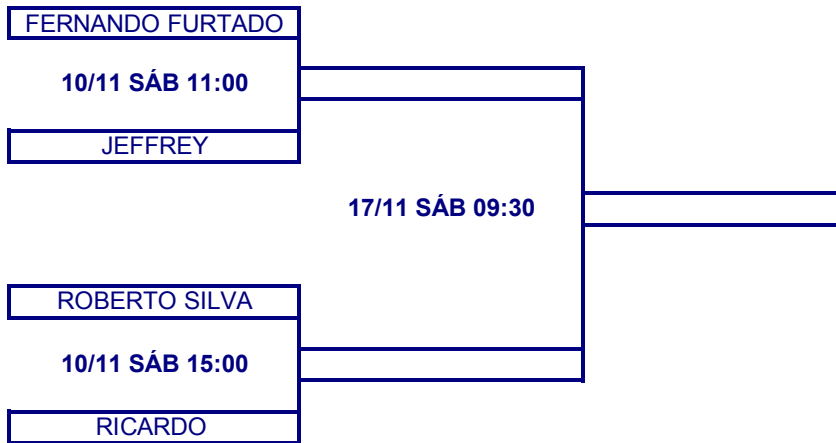 FERNANDO FURTADO
10/11 SÁB 11:00
JEFFREY
17/11 SÁB 09:30
ROBERTO SILVA
10/11 SÁB 15:00
RICARDO